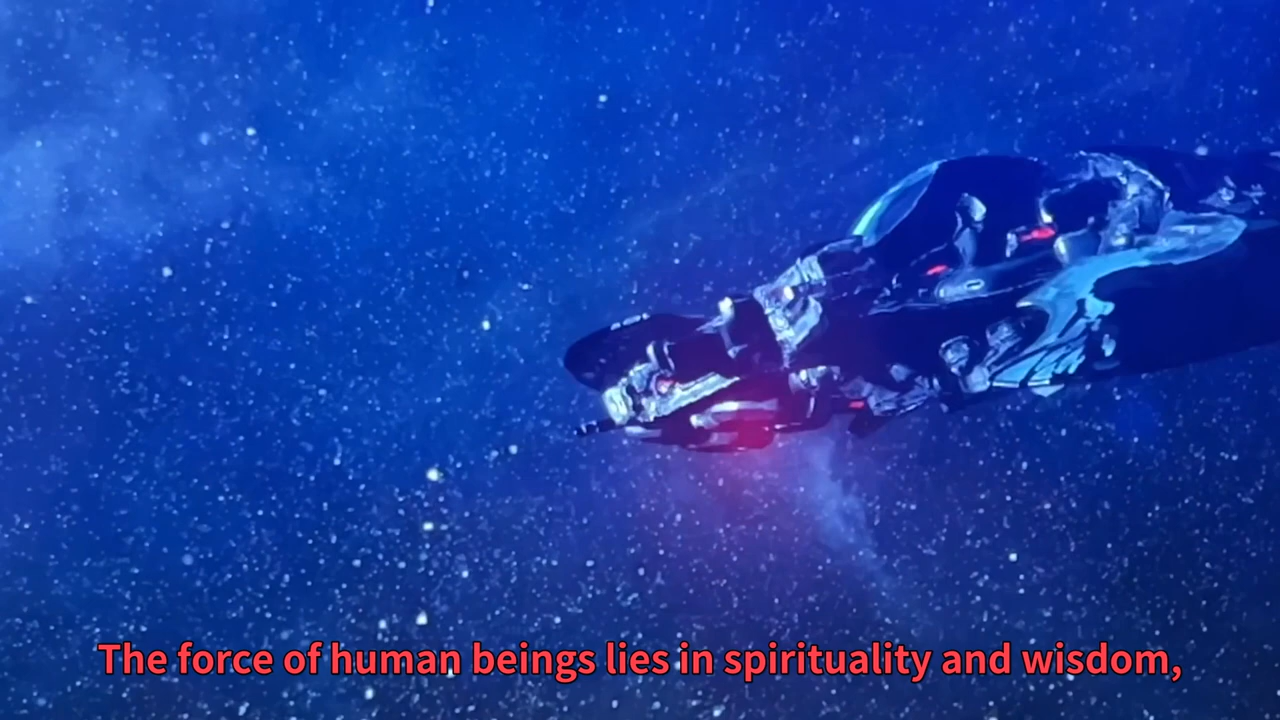 The force of human beings lies in spirituality and wisdom,